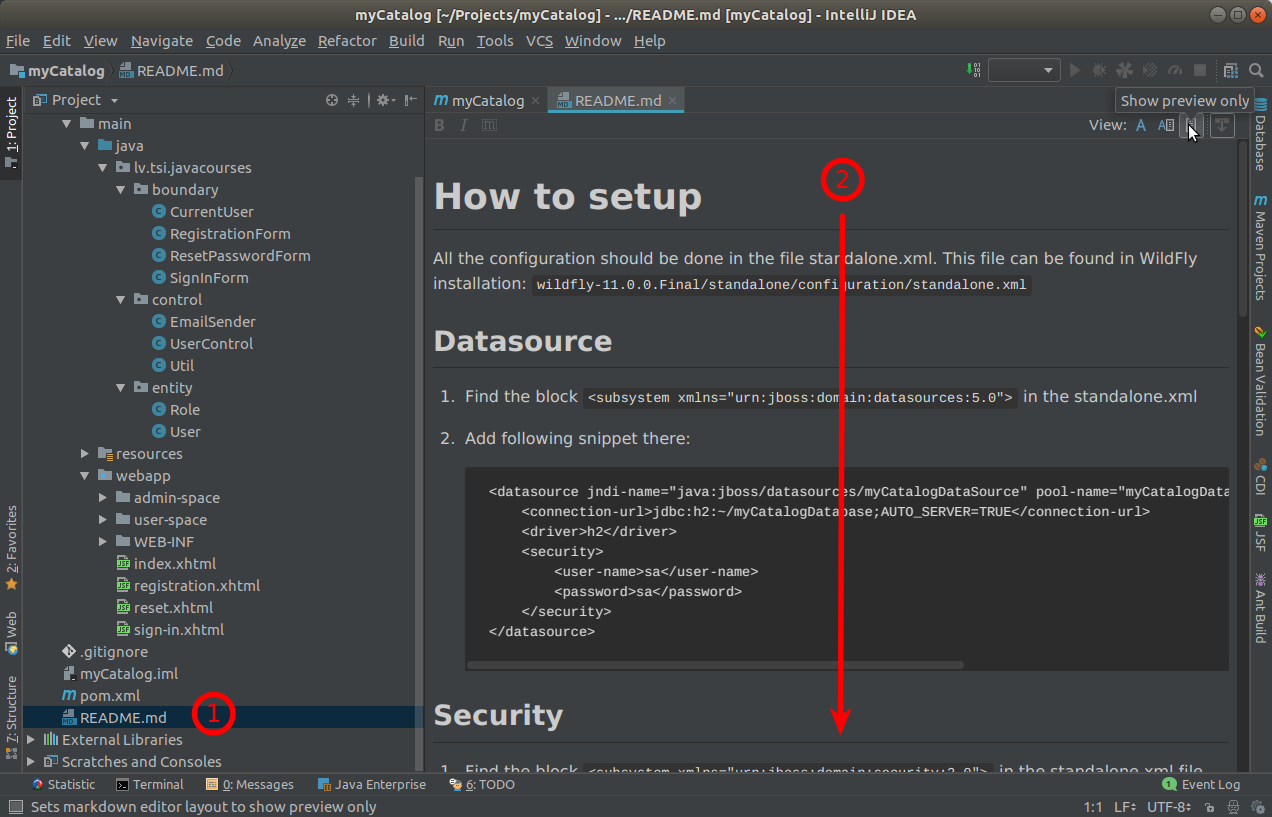 myCatalog [~/Projects/myCatalog] - .../README.md [myCatalog] - IntelliJ IDEA
File Edit View Navigate Code Analyze Refactor Build Run Tools VCS Window Help
myCatalog README.md
Project
myCatalog
README.md
Show preview only
View:
1: Project
2: Favorites
Web
7: Structure
main
java
lv.tsi.javacourses
boundary
CurrentUser
RegistrationForm
ResetPasswordForm
SignInForm
control
EmailSender
UserControl
Util
entity
Role
User
resources
webapp
admin-space
user-space
WEB-INF
index.xhtml
registration.xhtml
reset.xhtml
sign-in.xhtml
.gitignore
myCatalog.iml
pom.xml
README.md
1
External Libraries
Scratches and Consoles
2
How to setup
All the configuration should be done in the file standalone.xml. This file can be found in WildFly
installation: wildfly-11.0.0.Final/standalone/configuration/standalone.xml
Datasource
1. Find the block <subsystem xmlns="urn:jboss:domain:datasources:5.0"> in the standalone.xml
2. Add following snippet there:
<datasource jndi-name="java:jboss/datasources/myCatalogDataSource" pool-name="myCatalogData
<connection-url>jdbc:h2:~/myCatalogDatabase;AUTO_SERVER=TRUE</connection-url>
<driver>h2</driver>
<security>
<user-name>sa</user-name>
<password>sa</password>
</security>
</datasource>
Security
1. Find the block <subsystem xmlns="urn:jboss:domain:security:2.0"> in the standalone.xml file
Database
Maven Projects
Bean Validation
CDI
JSF
Ant Build
Statistic Terminal 0: Messages Java Enterprise 6: TODO 1 Event Log
Sets markdown editor layout to show preview only 1:1 LF UTF-8